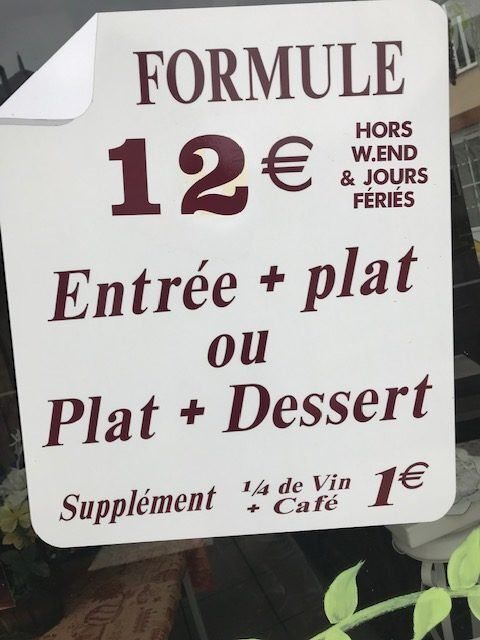 FORMULE
12€
HORS
W.END
& JOURS
FÉRIÉS
Entrée + plat
ou
Plat + Dessert
Supplément 1/4 de Vin
+ Café 1€